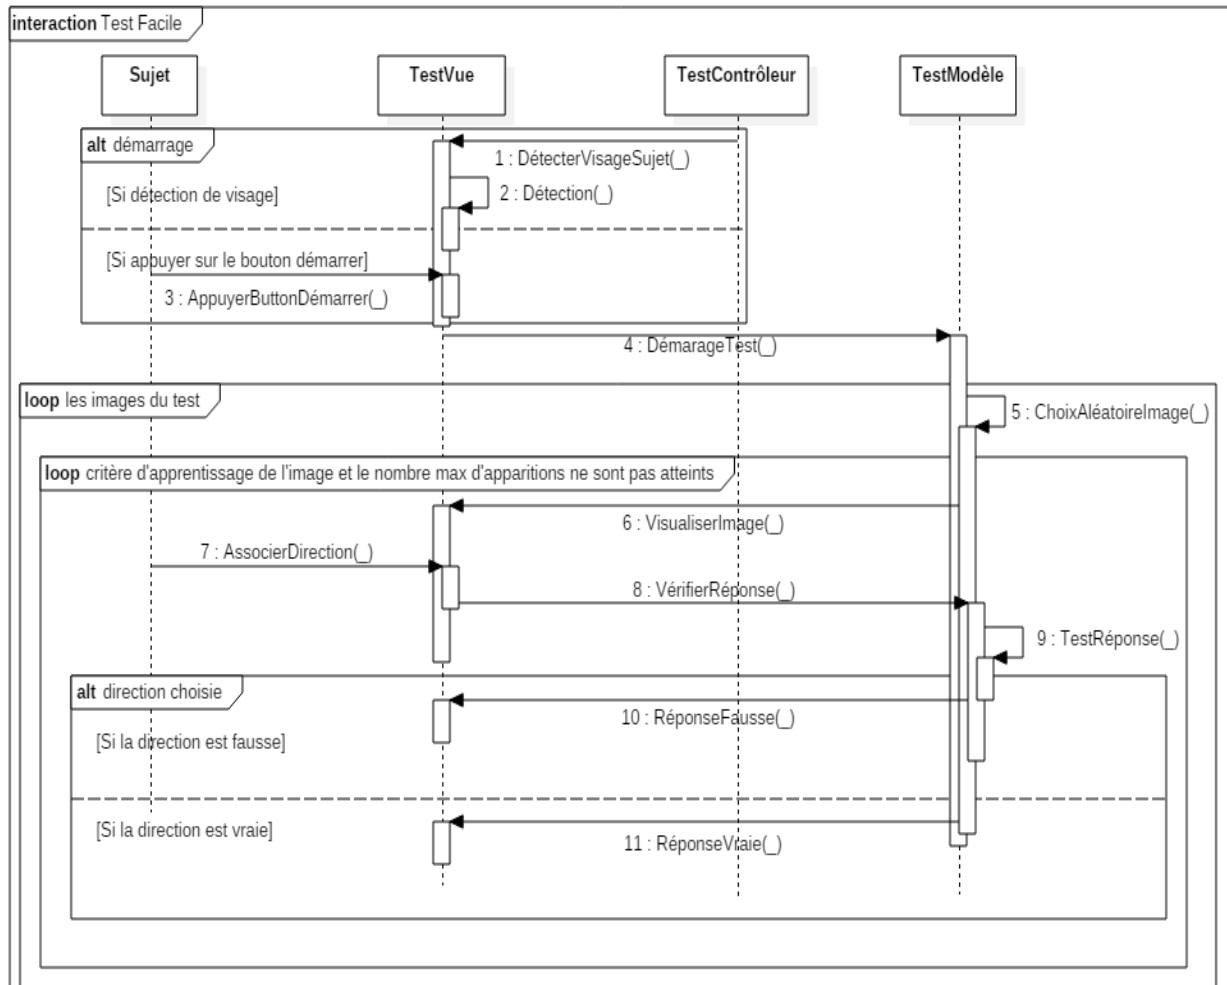 interaction Test Facile
Sujet
TestVue
TestContrôleur
TestModèle
alt démarrage
1 : DétecterVisageSujet(_)
[Si détection de visage]
2 : Détection(_)
[Si appuyer sur le bouton démarrer]
3 : AppuyerButtonDémarrer(_)
4 : DémarageTest(_)
loop les images du test
5 : ChoixAléatoireImage(_)
loop critère d'apprentissage de l'image et le nombre max d'apparitions ne sont pas atteints
6 : VisualiserImage(_)
7 : AssocierDirection(_)
8 : VérifierRéponse(_)
9 : TestRéponse(_)
alt direction choisie
10 : RéponseFausse(_)
[Si la direction est fausse]
[Si la direction est vraie]
11 : RéponseVraie(_)